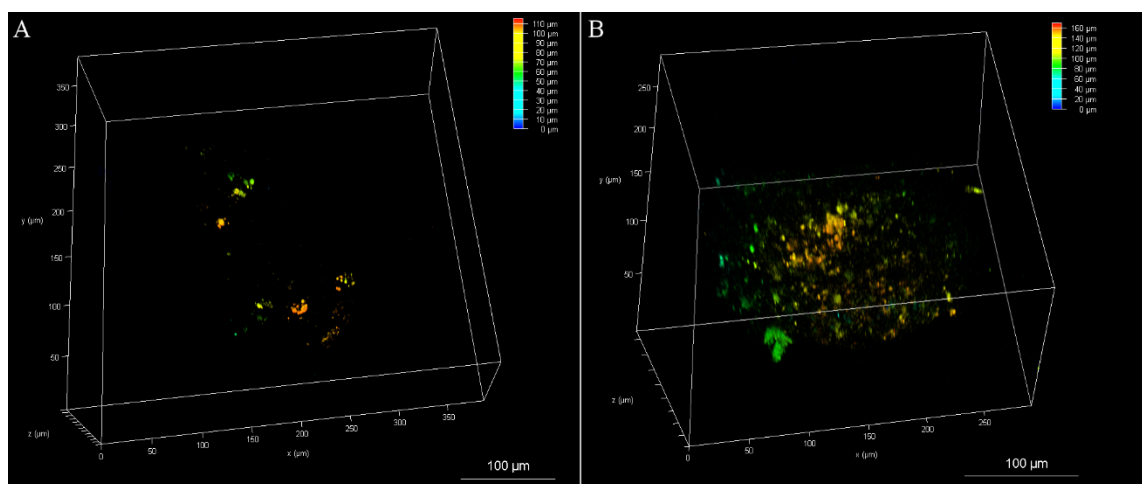 A
110 µm
100 µm
90 µm
80 µm
70 µm
60 µm
50 µm
40 µm
30 µm
20 µm
10 µm
0 µm
350
300
250
y (µm)
200
150
100
50
z (µm)
0
50
100
150
200
250
300
350
x (µm)
100 µm
B
160 µm
140 µm
120 µm
100 µm
80 µm
60 µm
40 µm
20 µm
0 µm
250
200
150
y (µm)
100
50
z (µm)
0
50
100
150
200
250
x (µm)
100 µm